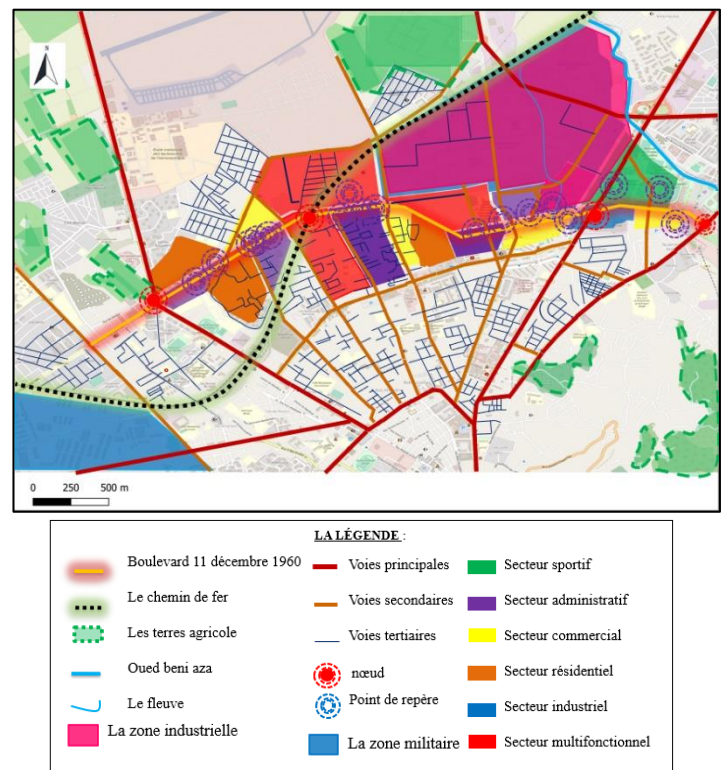 N
0 250 500 m
LA LÉGENDE :
Boulevard 11 décembre 1960
Voies principales
Secteur sportif
Le chemin de fer
Voies secondaires
Secteur administratif
Les terres agricole
Voies tertiaires
Secteur commercial
Oued beni aza
nœud
Secteur résidentiel
Le fleuve
Point de repère
Secteur industriel
La zone industrielle
La zone militaire
Secteur multifonctionnel